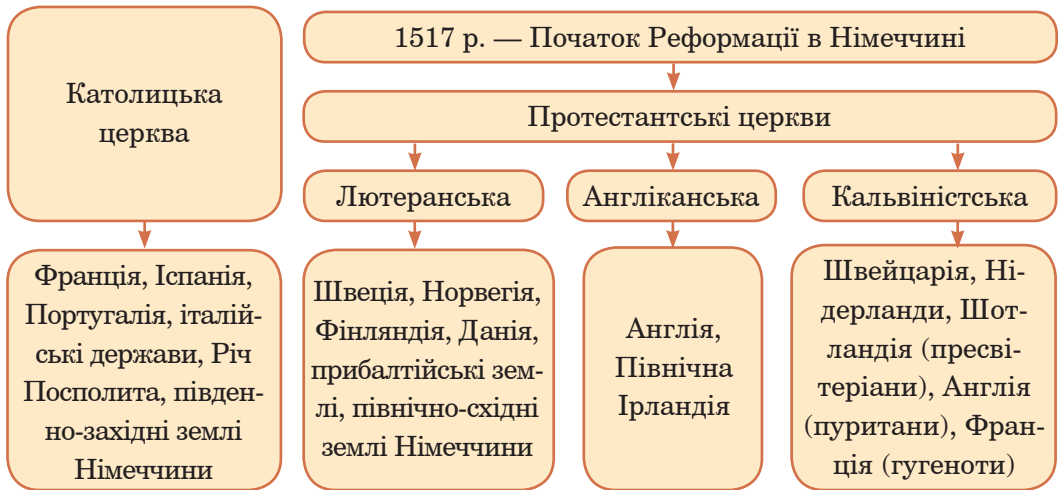 Католицька
церква
1517 р. — Початок Реформації в Німеччині
Протестантські церкви
Лютеранська
Англіканська
Кальвіністська
Франція, Іспанія,
Португалія, італій-
ські держави, Річ
Посполита, півден-
но-західні землі
Німеччини
Швеція, Норвегія,
Фінляндія, Данія,
прибалтійські зем-
лі, північно-східні
землі Німеччини
Англія,
Північна
Ірландія
Швейцарія, Ні-
дерланди, Шот-
ландія (пресві-
теріани), Англія
(пуритани), Фран-
ція (гугеноти)